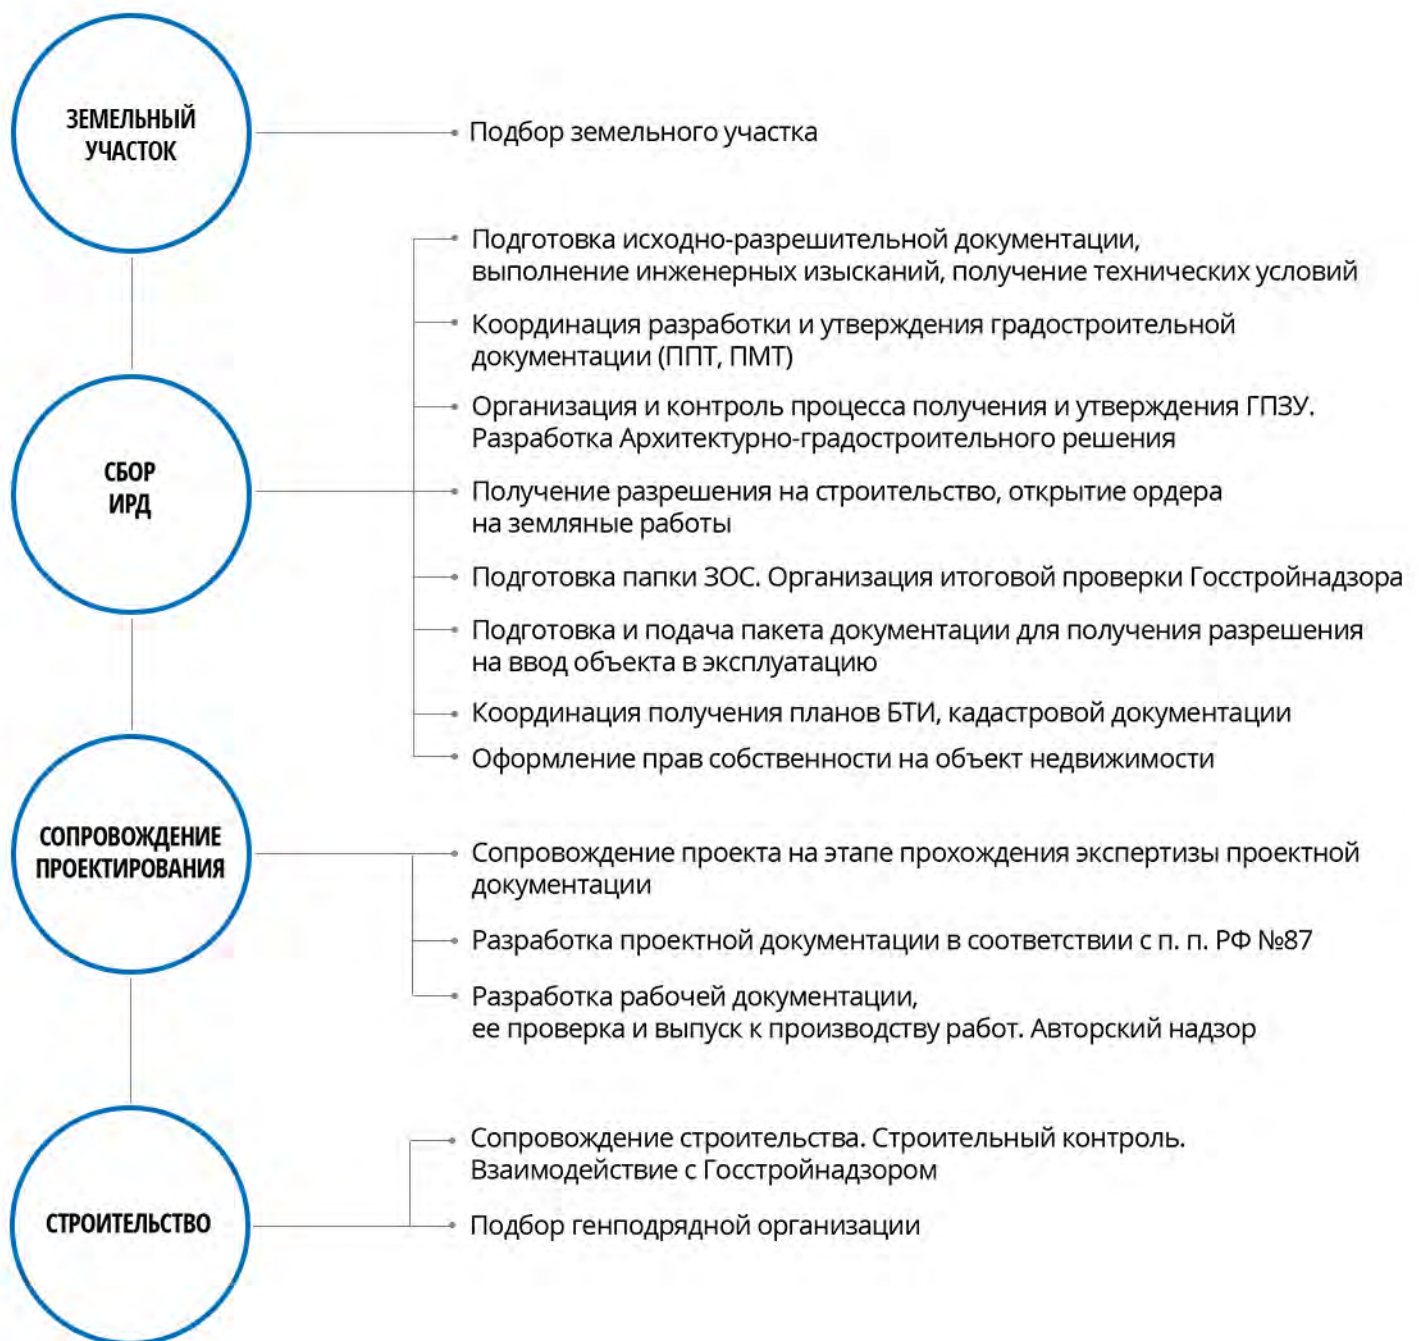 ЗЕМЕЛЬНЫЙ
УЧАСТОК
Подбор земельного участка
СБОР
ИРД
Подготовка исходно-разрешительной документации,
выполнение инженерных изысканий, получение технических условий
Координация разработки и утверждения градостроительной
документации (ППТ, ПМТ)
Организация и контроль процесса получения и утверждения ГПЗУ.
Разработка Архитектурно-градостроительного решения
Получение разрешения на строительство, открытие ордера
на земляные работы
Подготовка папки ЗОС. Организация итоговой проверки Госстройнадзора
Подготовка и подача пакета документации для получения разрешения
на ввод объекта в эксплуатацию
Координация получения планов БТИ, кадастровой документации
Оформление прав собственности на объект недвижимости
СОПРОВОЖДЕНИЕ
ПРОЕКТИРОВАНИЯ
Сопровождение проекта на этапе прохождения экспертизы проектной
документации
Разработка проектной документации в соответствии с п. п. РФ №87
Разработка рабочей документации,
ее проверка и выпуск к производству работ. Авторский надзор
СТРОИТЕЛЬСТВО
Сопровождение строительства. Строительный контроль.
Взаимодействие с Госстройнадзором
Подбор генподрядной организации